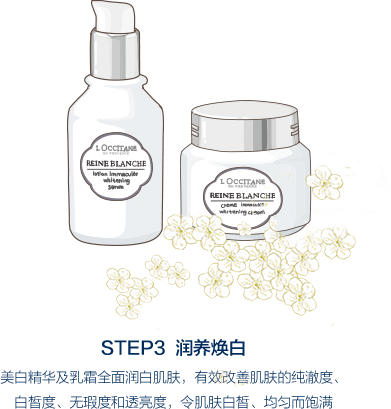 L'OCCITANE
REINE BLANCHE
lotion immaculee
whitening
serum
L'OCCITANE
REINE BLANCHE
creme immaculee
whitening cream
STEP3 润养焕白
美白精华及乳霜全面润白肌肤，有效改善肌肤的纯澈度、
白皙度、无瑕度和透亮度，令肌肤白皙、均匀而饱满